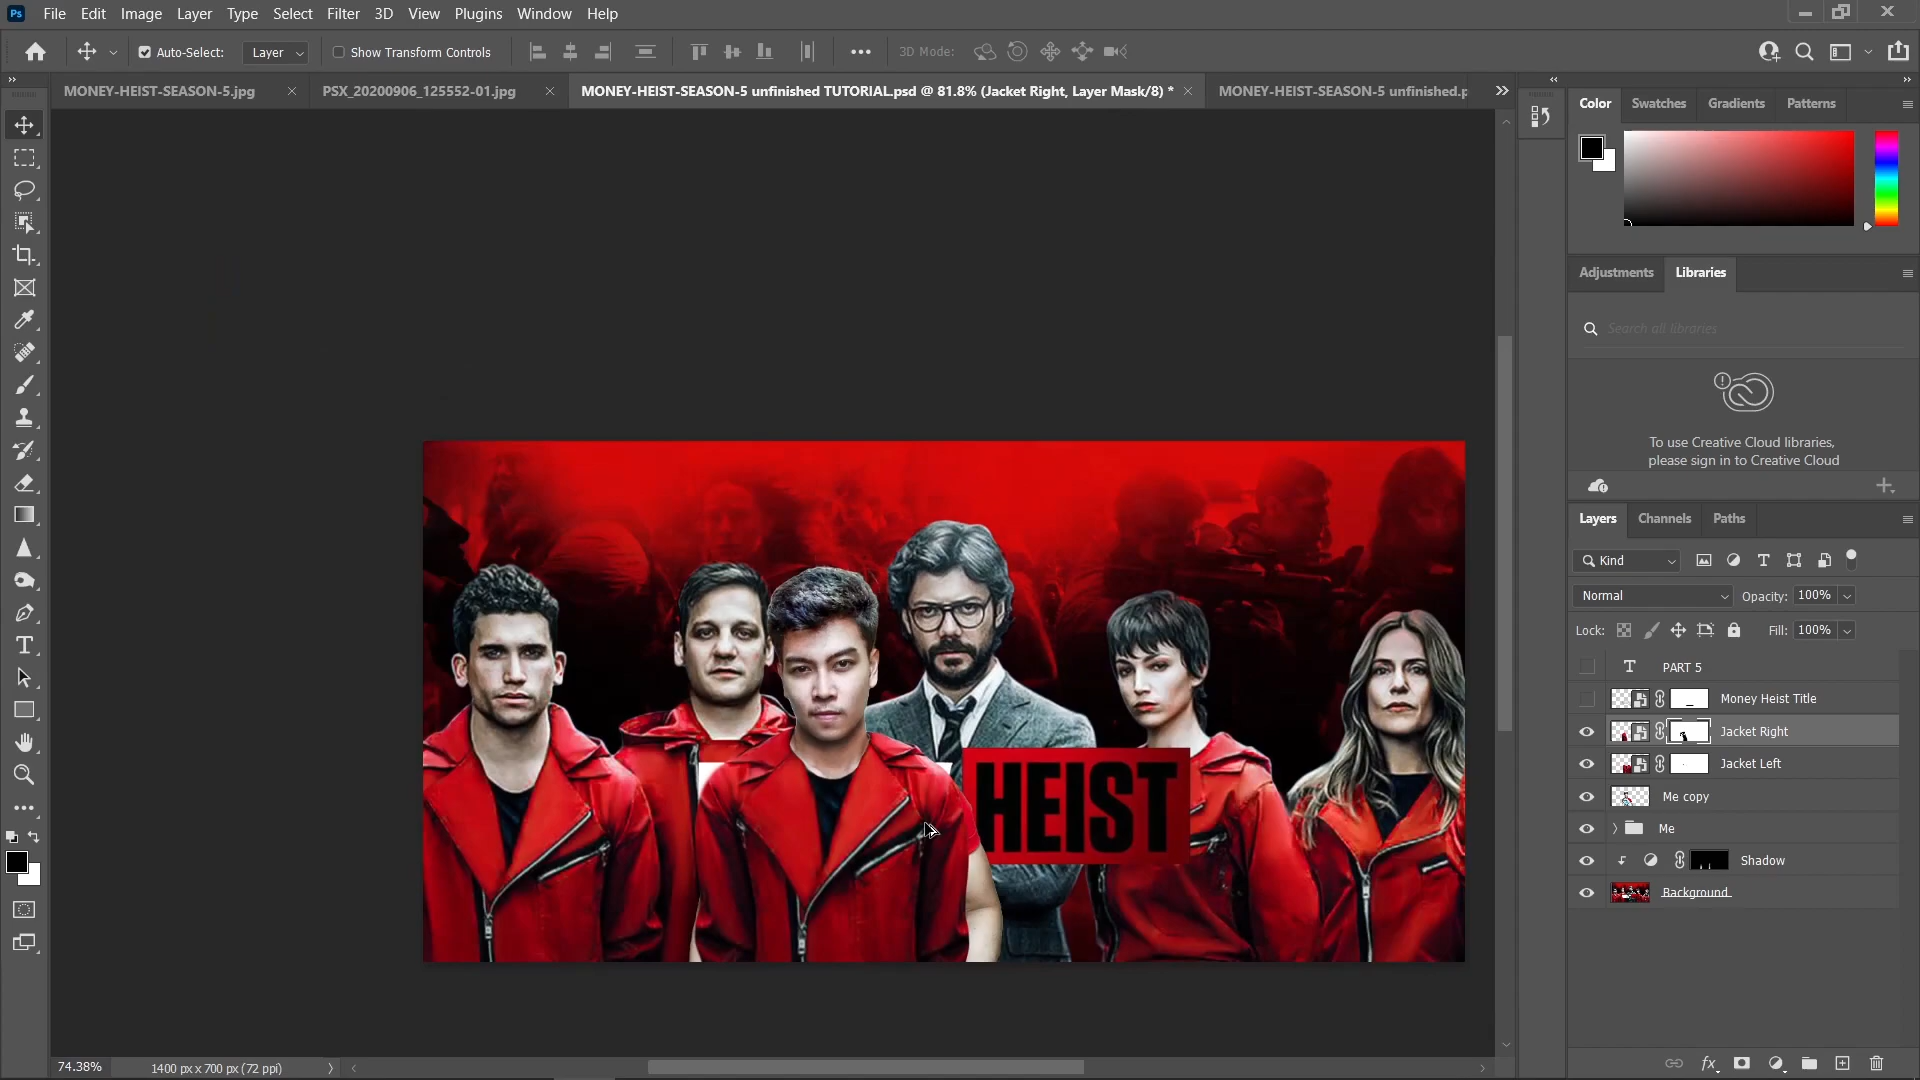 Ps File Edit Image Layer Type Select Filter 3D View Plugins Window Help
Auto-Select: Layer Show Transform Controls 3D Mode:
MONEY-HEIST-SEASON-5.jpg PSX_20200906_125552-01.jpg MONEY-HEIST-SEASON-5 unfinished TUTORIAL.psd @ 81.8% (Jacket Right, Layer Mask/8) * MONEY-HEIST-SEASON-5 unfinished.p
Color Swatches Gradients Patterns
Adjustments Libraries
Search all libraries
To use Creative Cloud libraries,
please sign in to Creative Cloud
Layers Channels Paths
Kind
Normal Opacity: 100%
Lock: Fill: 100%
PART 5
Money Heist Title
Jacket Right
Jacket Left
Me copy
Me
Shadow
Background
HEIST
74.38% 1400 px x 700 px (72 ppi)